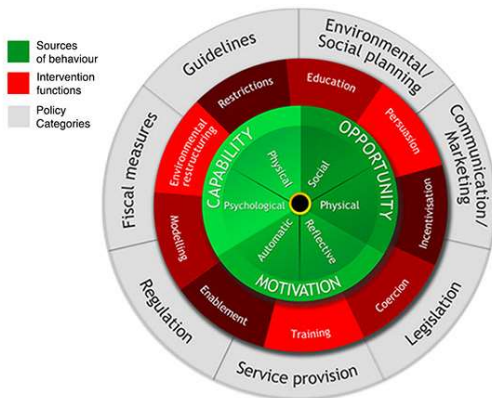 Sources
of behaviour
Intervention
functions
Policy
Categories
Guidelines
Environmental/
Social planning
Communication/
Marketing
Legislation
Service provision
Regulation
Fiscal measures
Restrictions
Education
Persuasion
Incentivisation
Coercion
Training
Enablement
Modelling
Environmental
restructuring
CAPABILITY
OPPORTUNITY
MOTIVATION
Physical
Social
Psychological
Physical
Automatic
Reflective